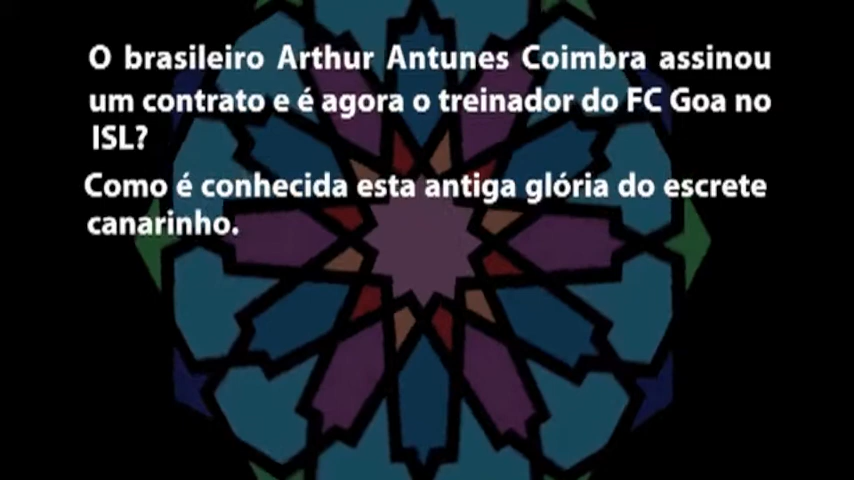 O brasileiro Arthur Antunes Coimbra assinou
um contrato e é agora o treinador do FC Goa no
ISL?
Como é conhecida esta antiga glória do escrete
canarinho.